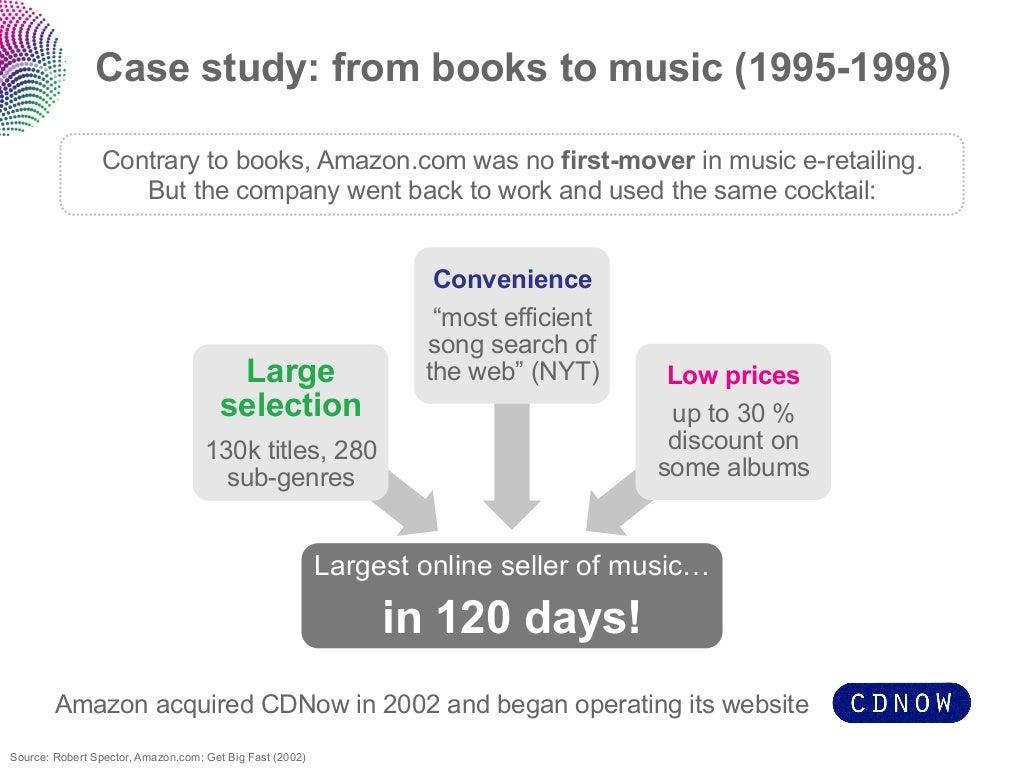 Case study: from books to music (1995-1998)
Contrary to books, Amazon.com was no first-mover in music e-retailing.
But the company went back to work and used the same cocktail:
Convenience
“most efficient
song search of
the web” (NYT)
Large
selection
130k titles, 280
sub-genres
Low prices
up to 30 %
discount on
some albums
Largest online seller of music…
in 120 days!
Amazon acquired CDNow in 2002 and began operating its website
CDNOW
Source: Robert Spector, Amazon.com: Get Big Fast (2002)